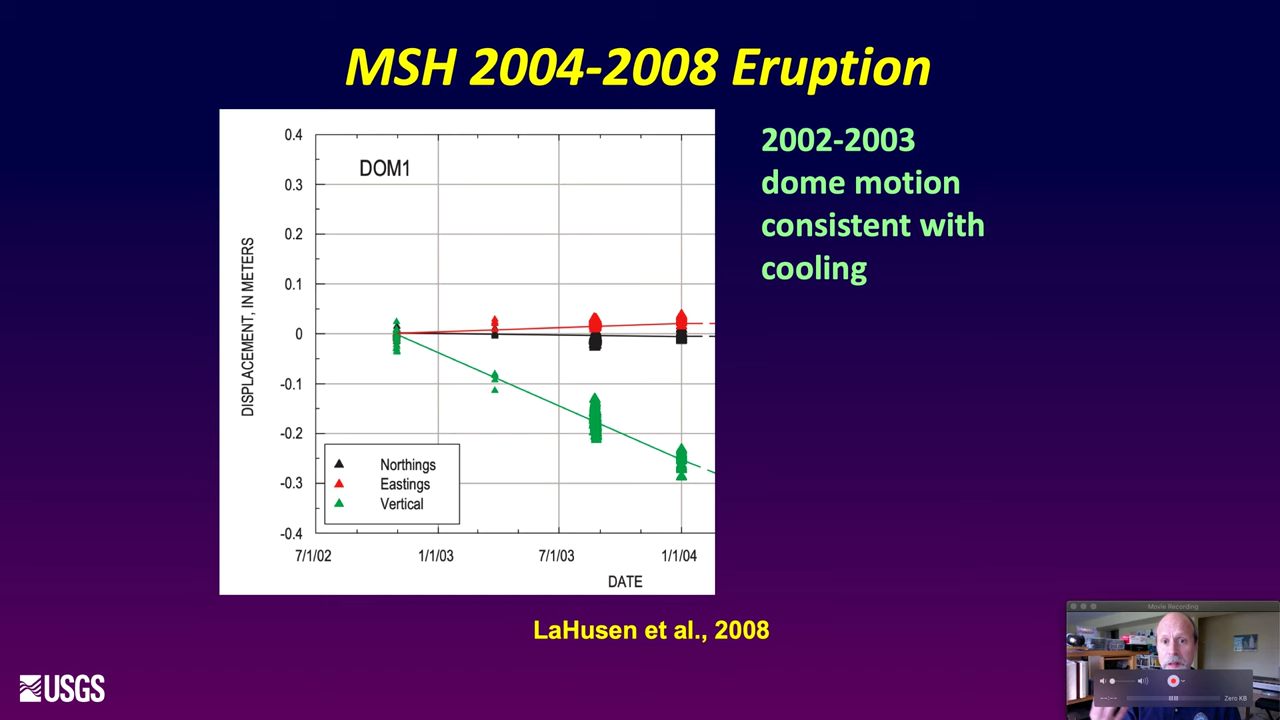 MSH 2004-2008 Eruption
0.4
0.3
0.2
0.1
0
-0.1
-0.2
-0.3
-0.4
DISPLACEMENT, IN METERS
DOM1
Northings
Eastings
Vertical
7/1/02
1/1/03
7/1/03
1/1/04
DATE
2002-2003
dome motion
consistent with
cooling
LaHusen et al., 2008
USGS
Movie Recording
--:--
Zero KB